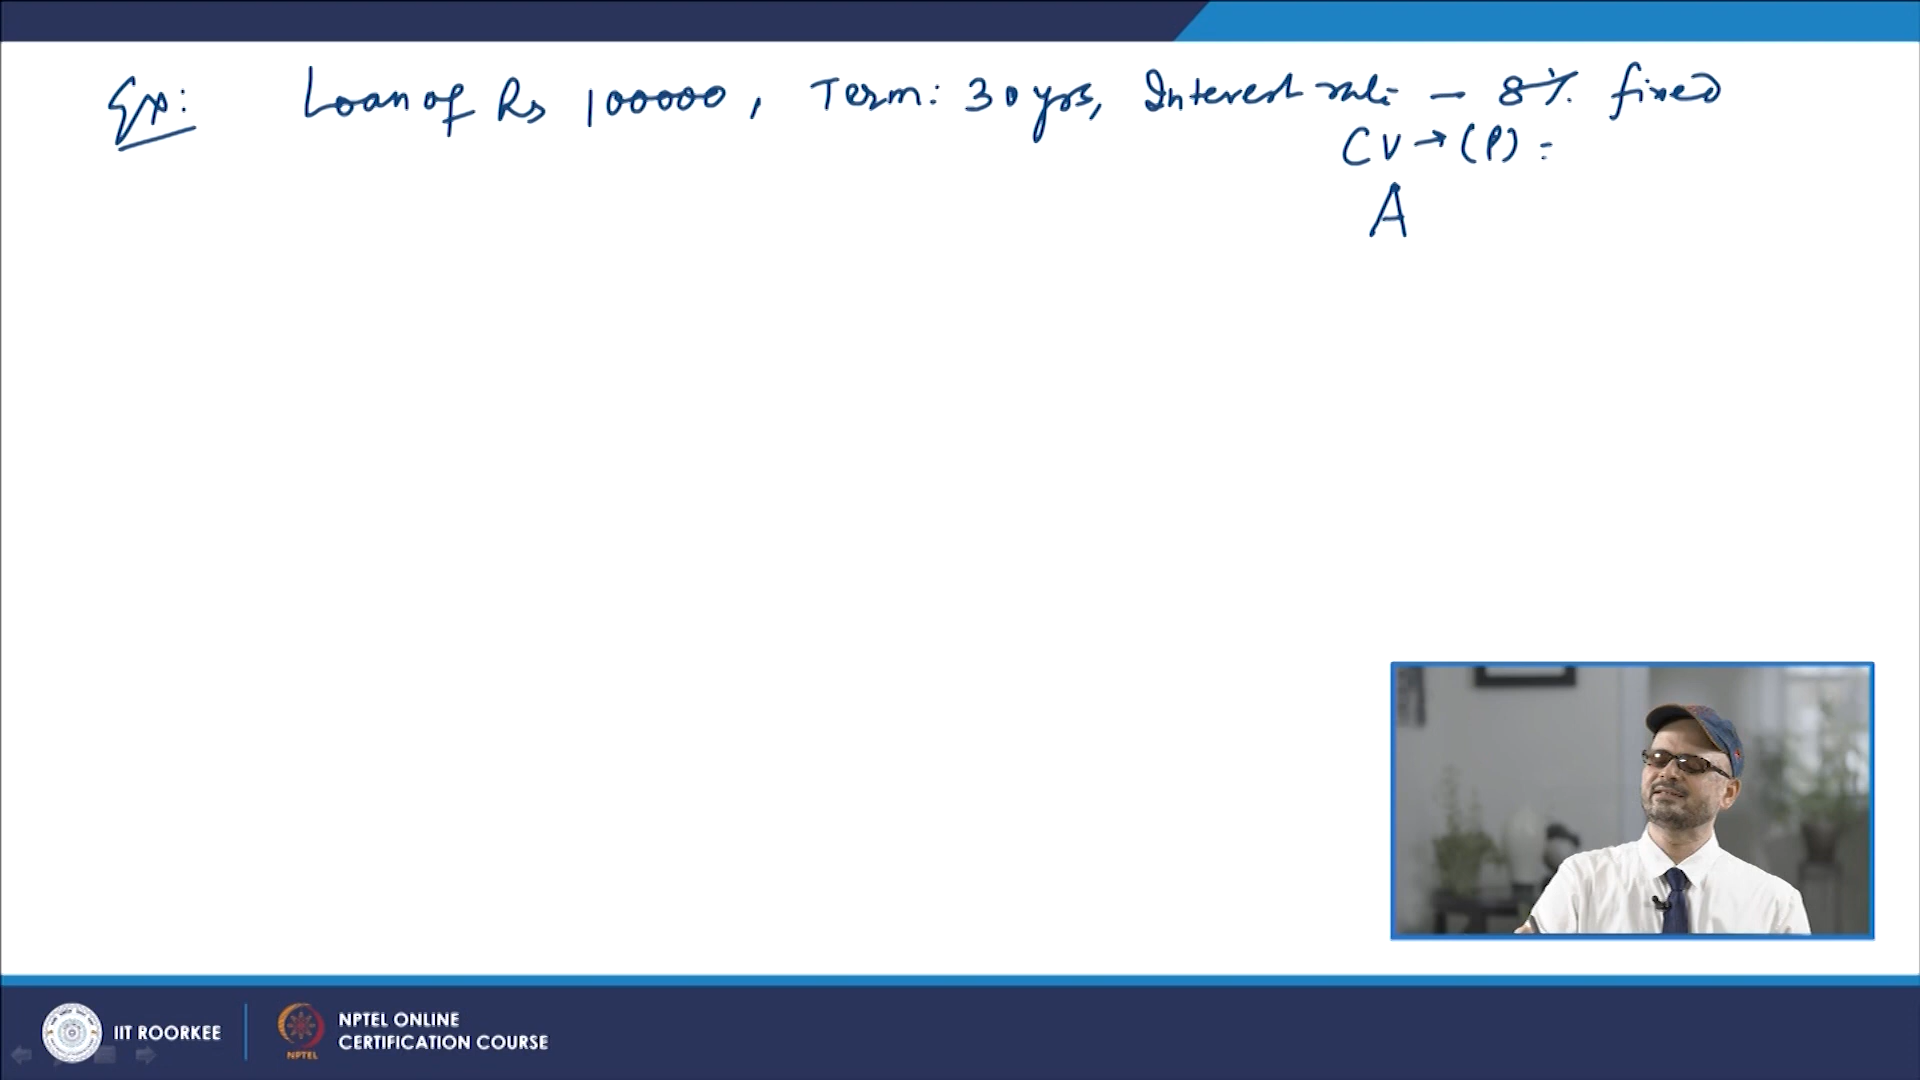 Ex: Loan of Rs 100000, Term: 30 yrs, Interest rate - 8% fixed
CV → (P) =
A
IIT ROORKEE
NPTEL
NPTEL ONLINE
CERTIFICATION COURSE